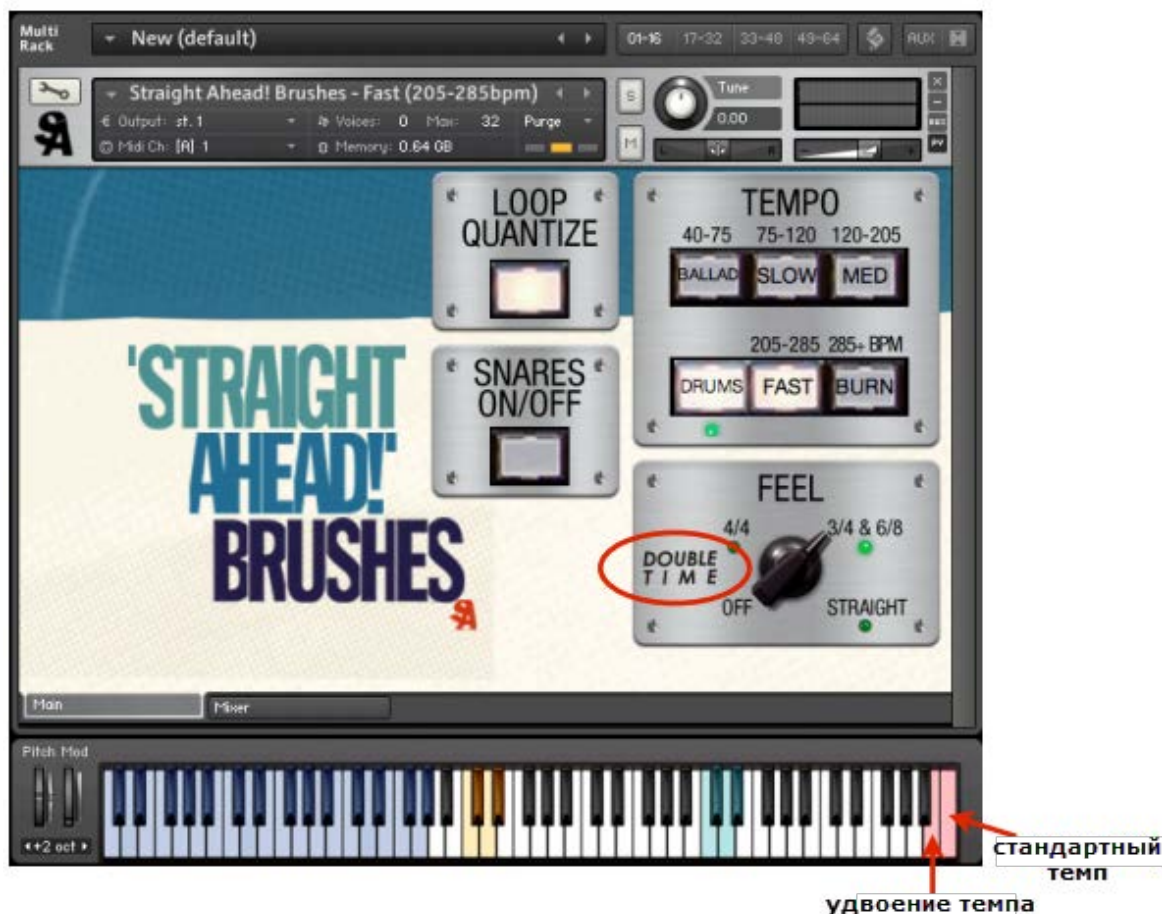 Multi
Rack
New (default)
01-16 17-32 33-48 49-64 AUX
Straight Ahead! Brushes - Fast (205-285bpm)
Output: st. 1 Voices: 0 Max: 32 Purge
Midi Ch: [A] 1 Memory: 0.64 GB
S
M
Tune
0.00
L R
PV
LOOP
QUANTIZE
SNARES
ON/OFF
TEMPO
40-75 75-120 120-205
BALLAD SLOW MED
205-285 285+ BPM
DRUMS FAST BURN
FEEL
4/4 3/4 & 6/8
DOUBLE
TIME
OFF STRAIGHT
'STRAIGHT
AHEAD!'
BRUSHES
Main Mixer
Pitch Mod
+2 oct
стандартный
темп
удвоение темпа